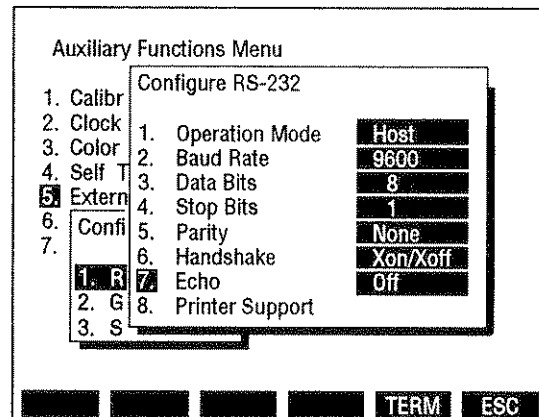 Auxiliary Functions Menu
1. Calibr
2. Clock
3. Color
4. Self T
5. Extern
6.
7.
Confi
1. R
2. G
3. S
Configure RS-232
1. Operation Mode Host
2. Baud Rate 9600
3. Data Bits 8
4. Stop Bits 1
5. Parity None
6. Handshake Xon/Xoff
7. Echo Off
8. Printer Support
TERM ESC